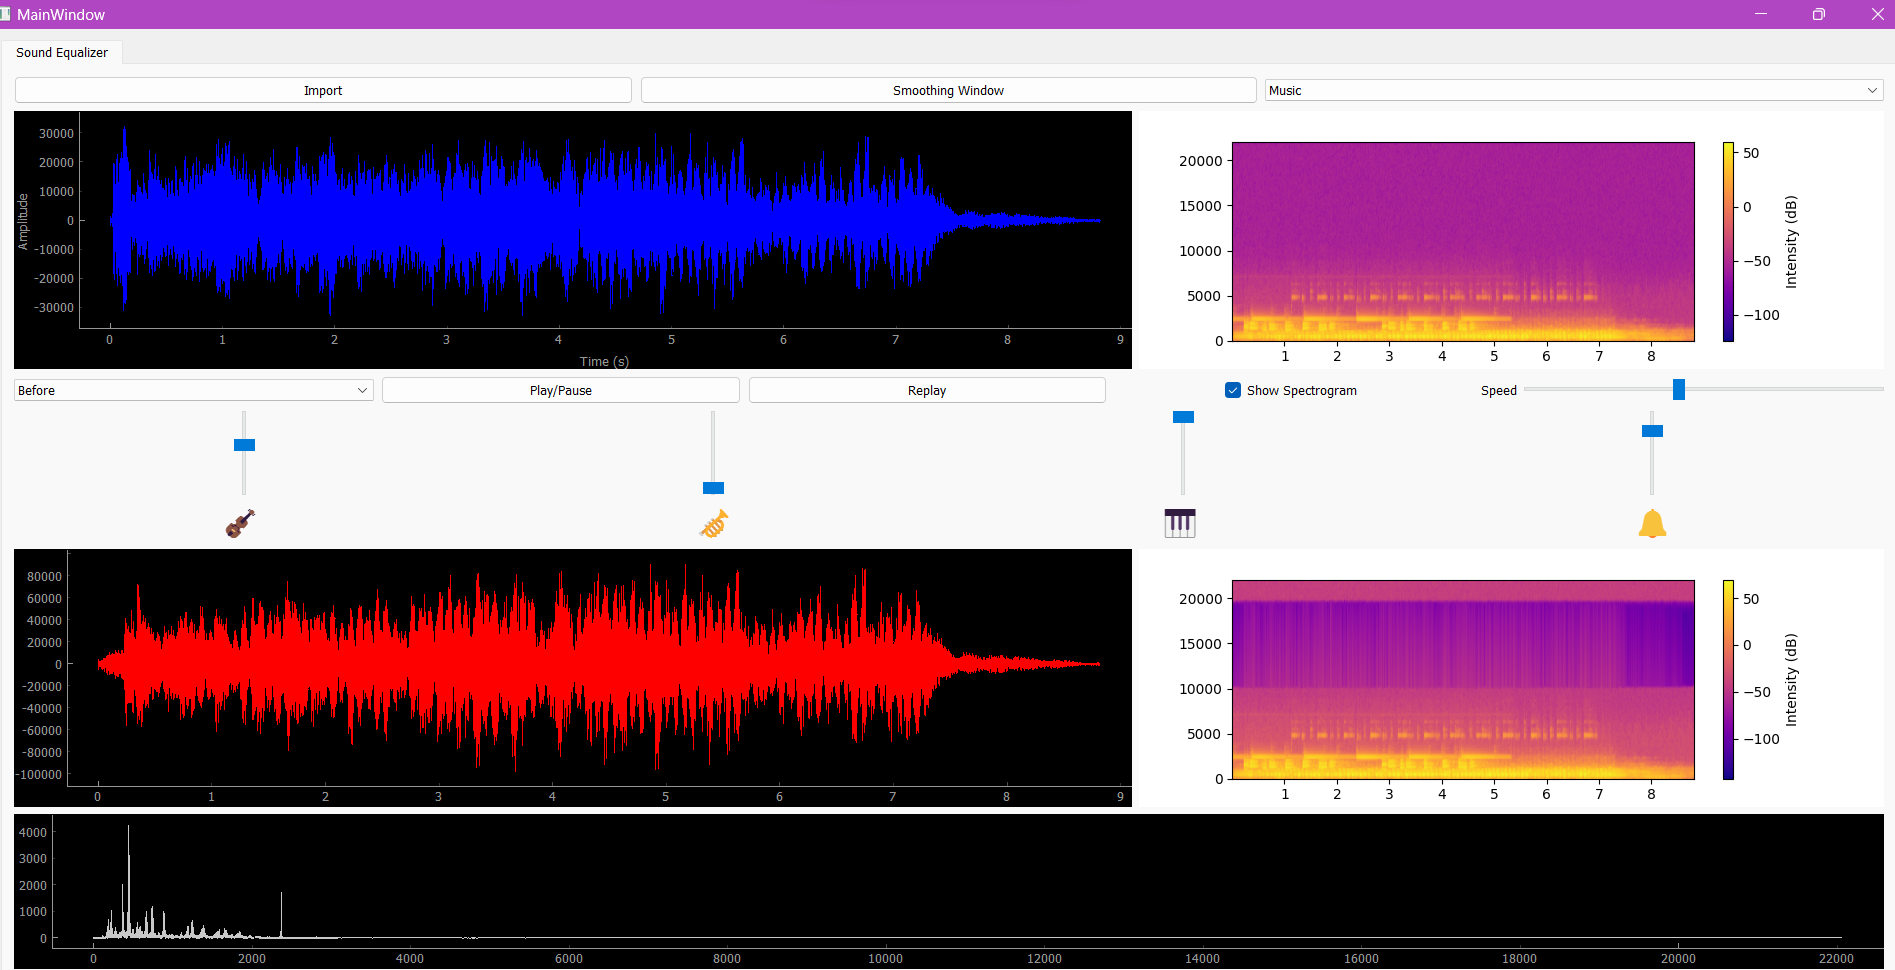 MainWindow
Sound Equalizer
Import
Smoothing Window
Music
30000
20000
10000
0
-10000
-20000
-30000
Amplitude
0 1 2 3 4 5 6 7 8 9
Time (s)
20000
15000
10000
5000
0
1 2 3 4 5 6 7 8
50
0
−50
−100
Intensity (dB)
Before
Play/Pause
Replay
Show Spectrogram
Speed
80000
60000
40000
20000
0
-20000
-40000
-60000
-80000
-100000
0 1 2 3 4 5 6 7 8 9
20000
15000
10000
5000
0
1 2 3 4 5 6 7 8
50
0
−50
−100
Intensity (dB)
4000
3000
2000
1000
0
0 2000 4000 6000 8000 10000 12000 14000 16000 18000 20000 22000